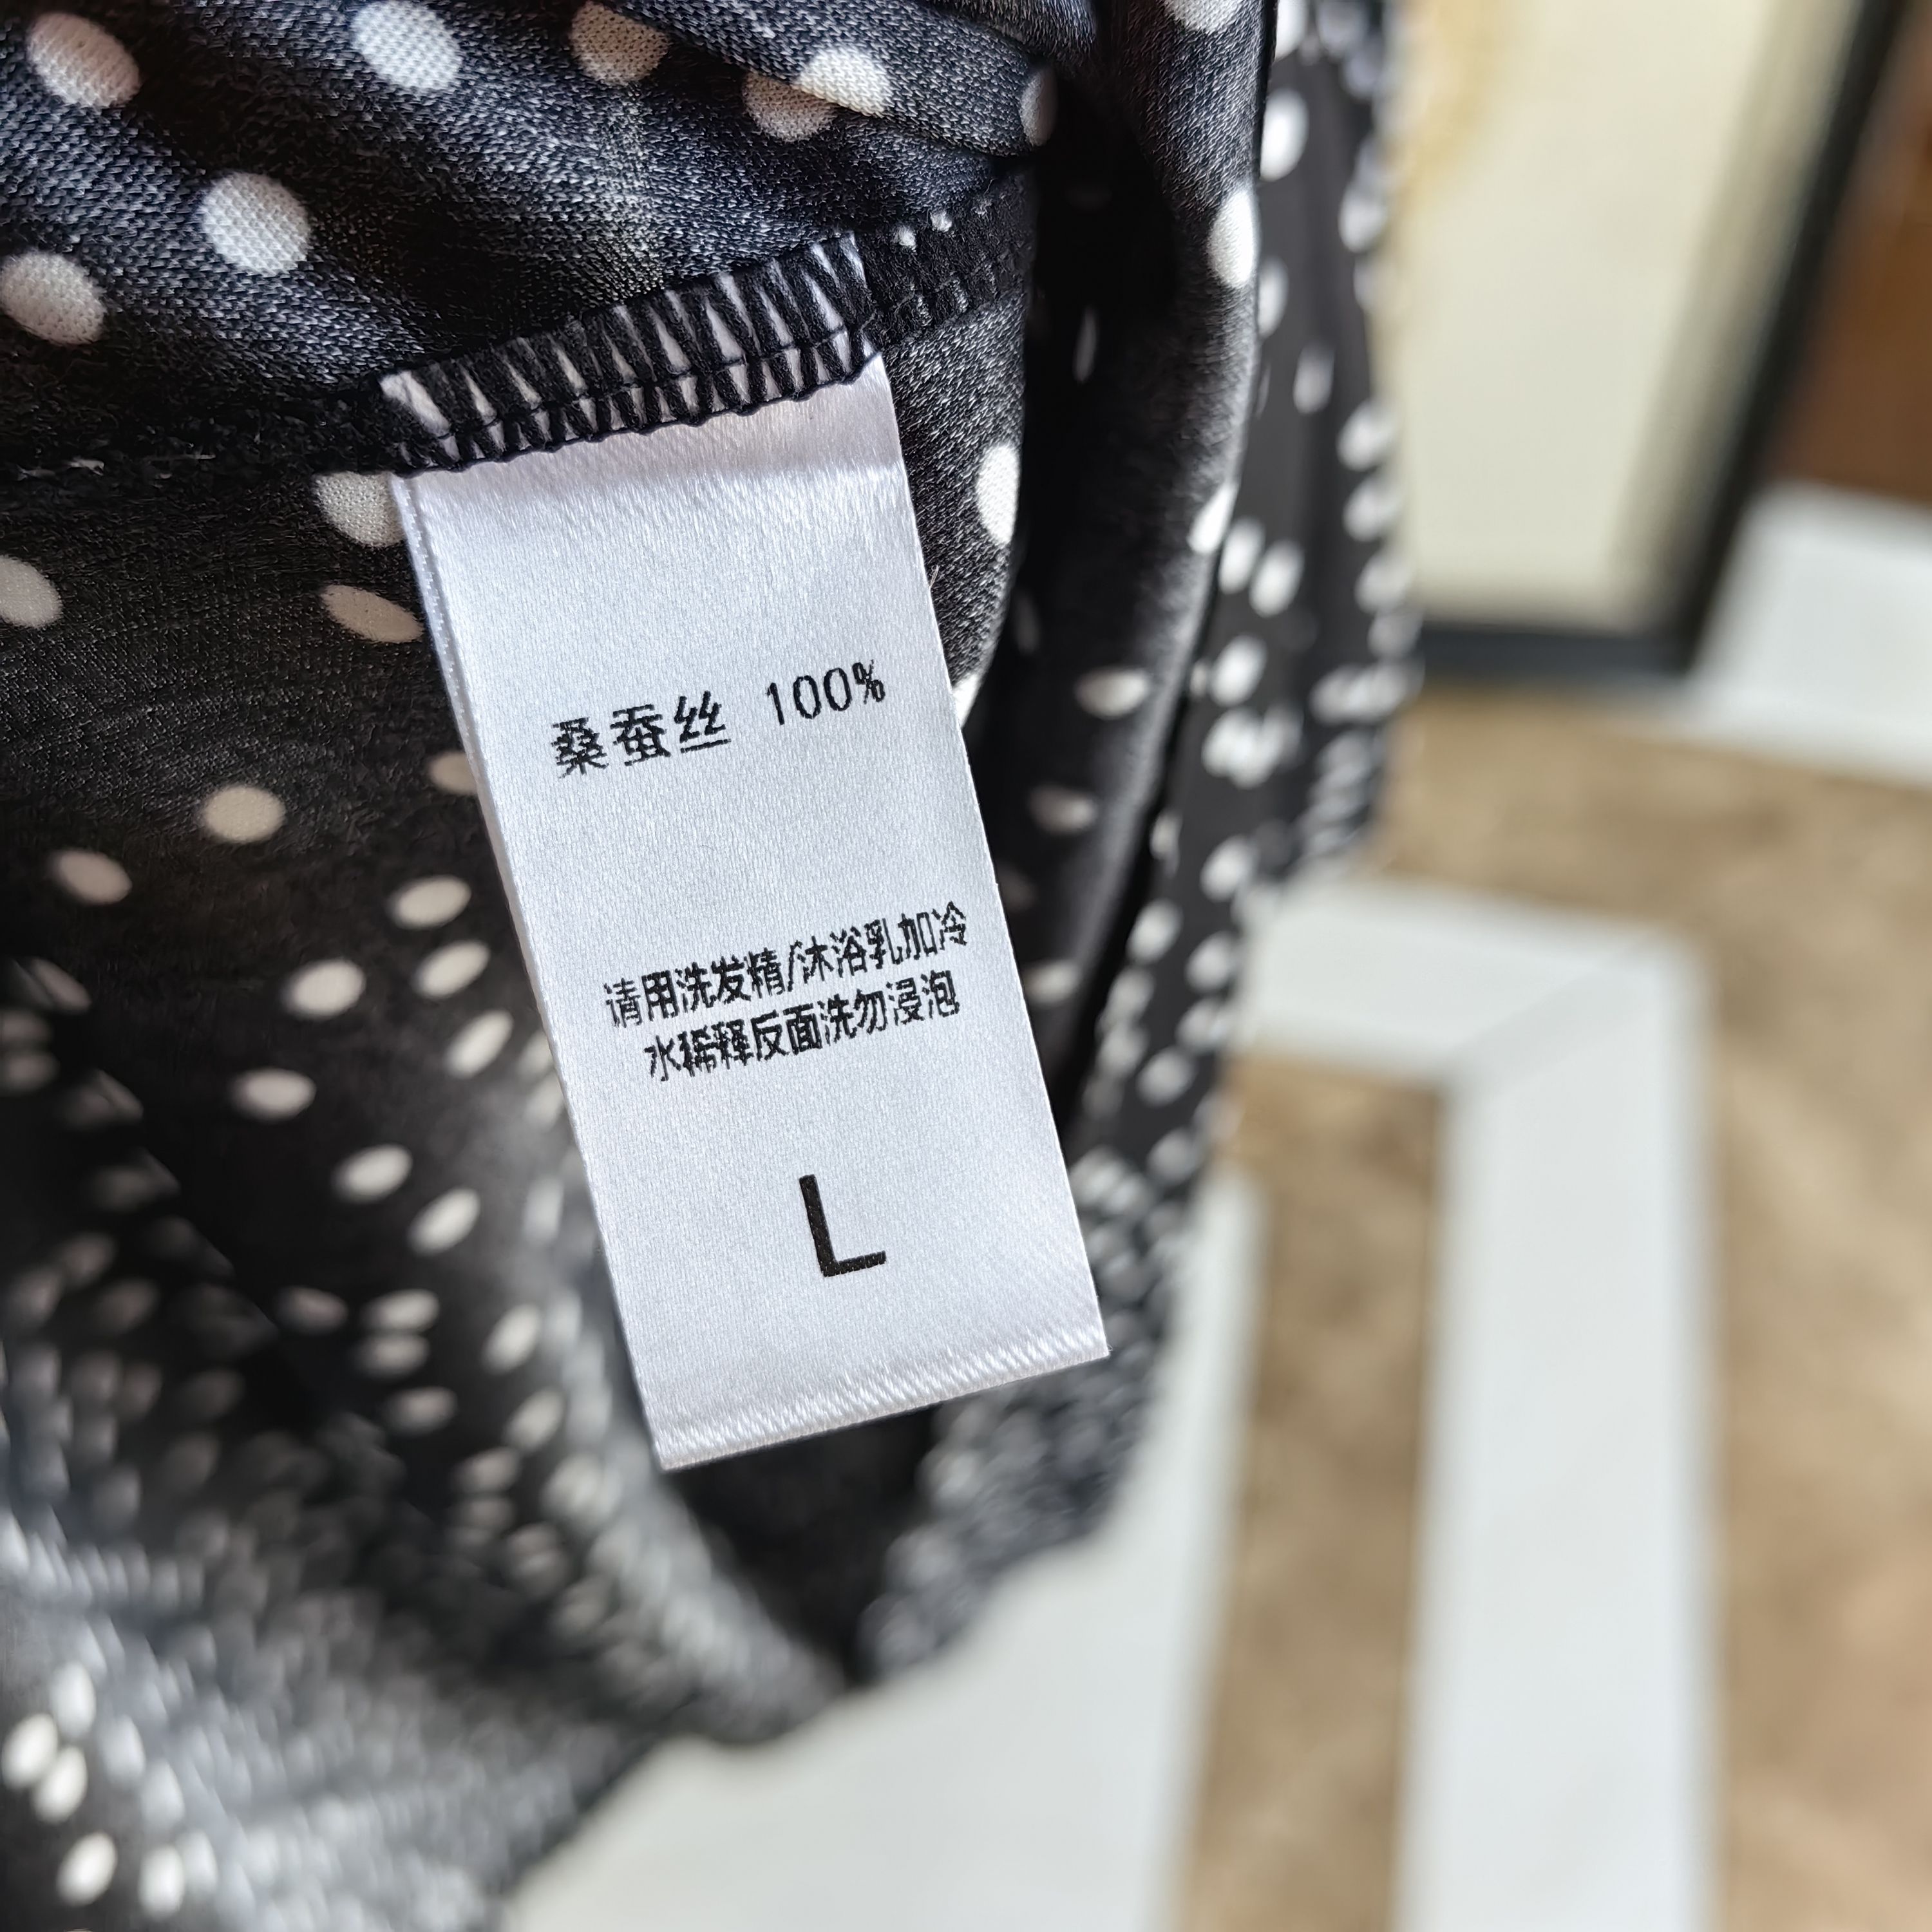 桑蚕丝 100%
请用洗发精/沐浴乳加冷
水稀释反面洗勿浸泡
L